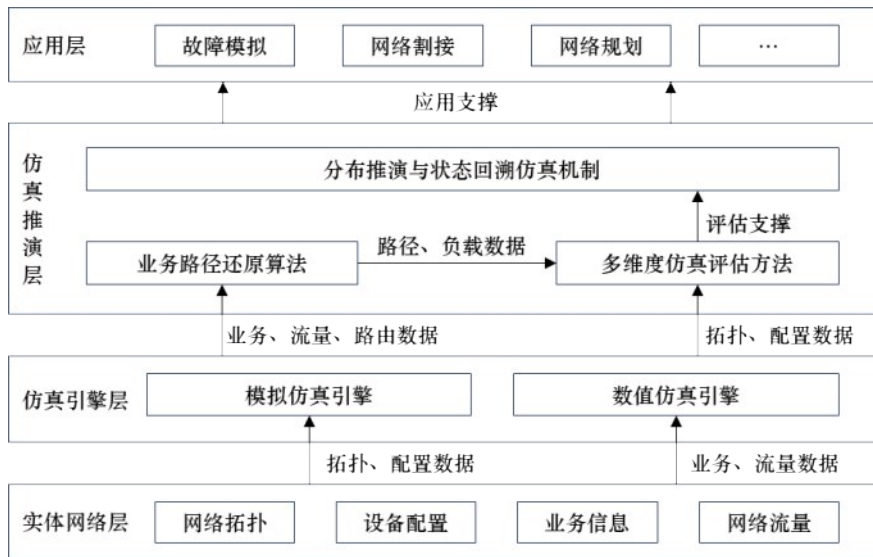 应用层
故障模拟
网络割接
网络规划
…
应用支撑
仿真推演层
分布推演与状态回溯仿真机制
评估支撑
路径、负载数据
业务路径还原算法
多维度仿真评估方法
业务、流量、路由数据
拓扑、配置数据
仿真引擎层
模拟仿真引擎
数值仿真引擎
拓扑、配置数据
业务、流量数据
实体网络层
网络拓扑
设备配置
业务信息
网络流量